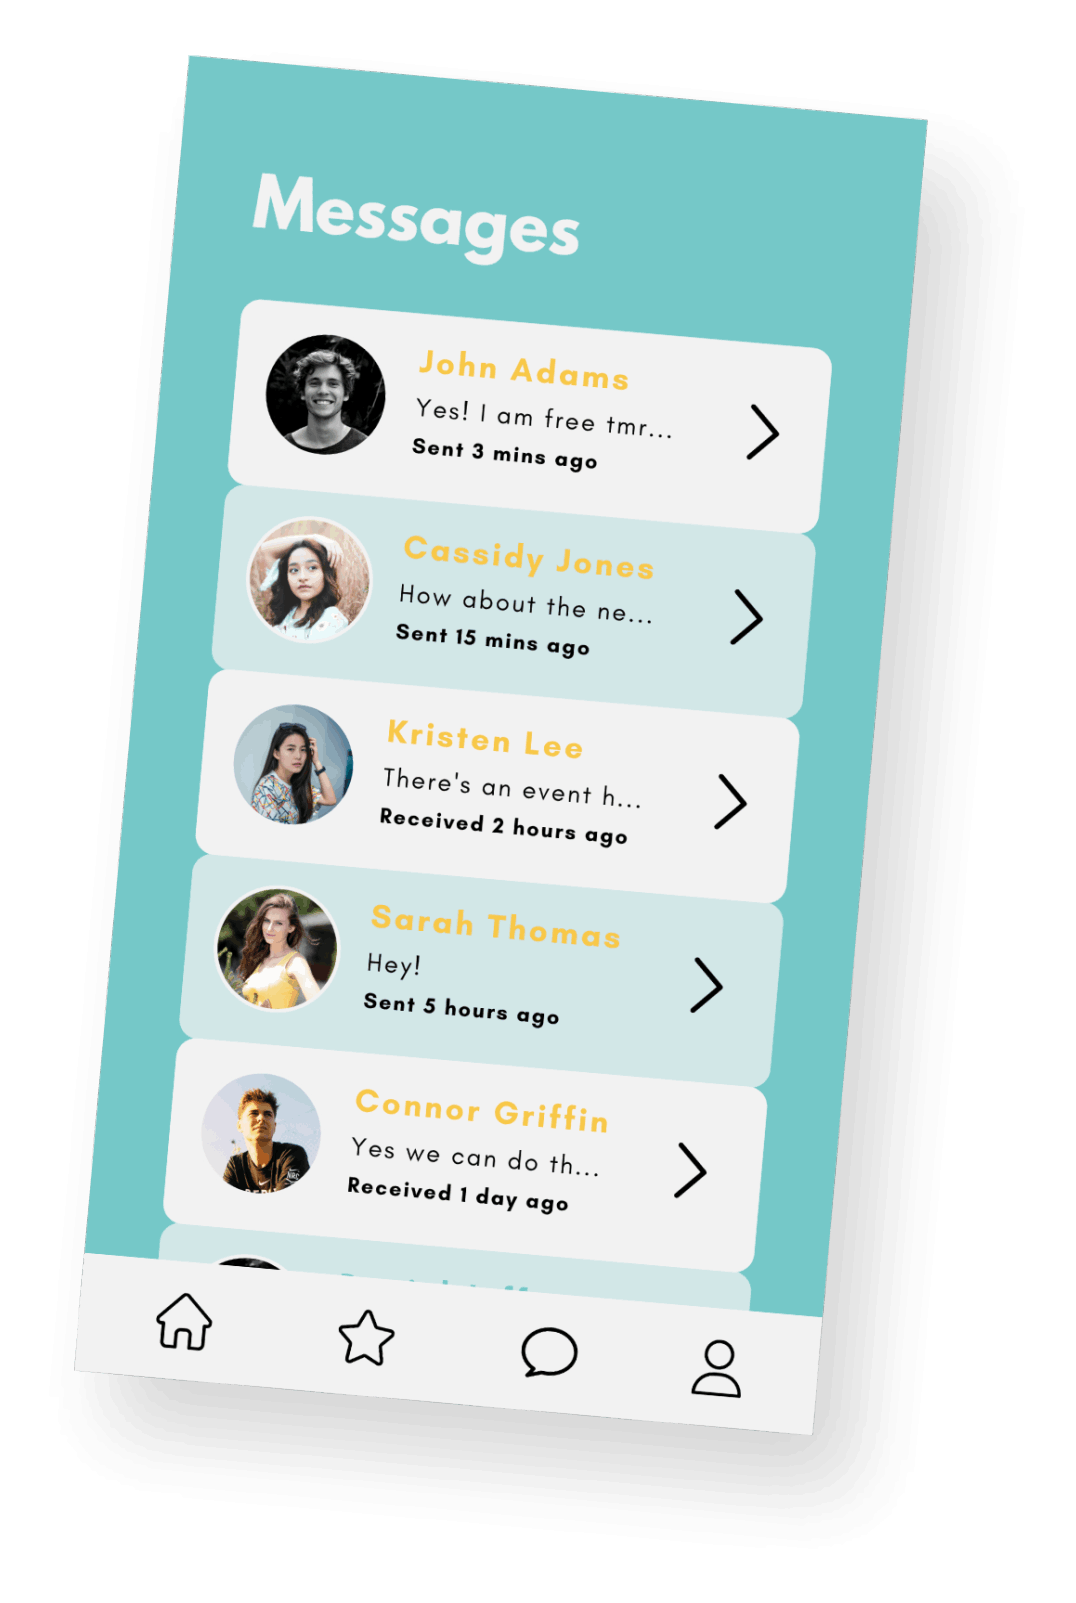 Messages
John Adams
Yes! I am free tmr...
Sent 3 mins ago
Cassidy Jones
How about the ne...
Sent 15 mins ago
Kristen Lee
There's an event h...
Received 2 hours ago
Sarah Thomas
Hey!
Sent 5 hours ago
Connor Griffin
Yes we can do th...
Received 1 day ago
NRC